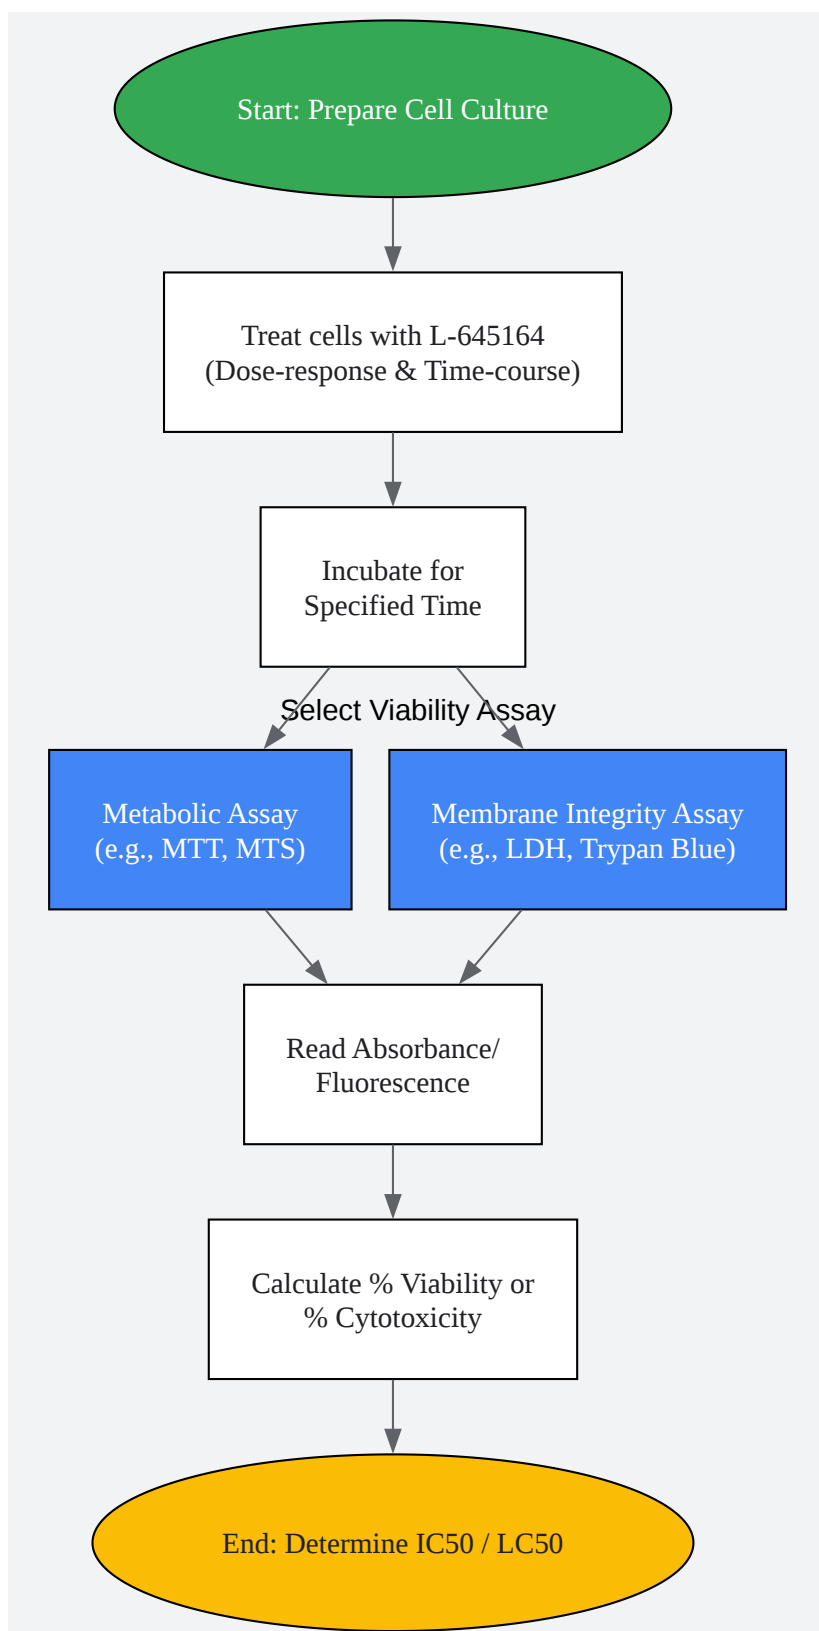 Start: Prepare Cell Culture
Treat cells with L-645164
(Dose-response & Time-course)
Incubate for
Specified Time
Select Viability Assay
Metabolic Assay
(e.g., MTT, MTS)
Membrane Integrity Assay
(e.g., LDH, Trypan Blue)
Read Absorbance/
Fluorescence
Calculate % Viability or
% Cytotoxicity
End: Determine IC50 / LC50